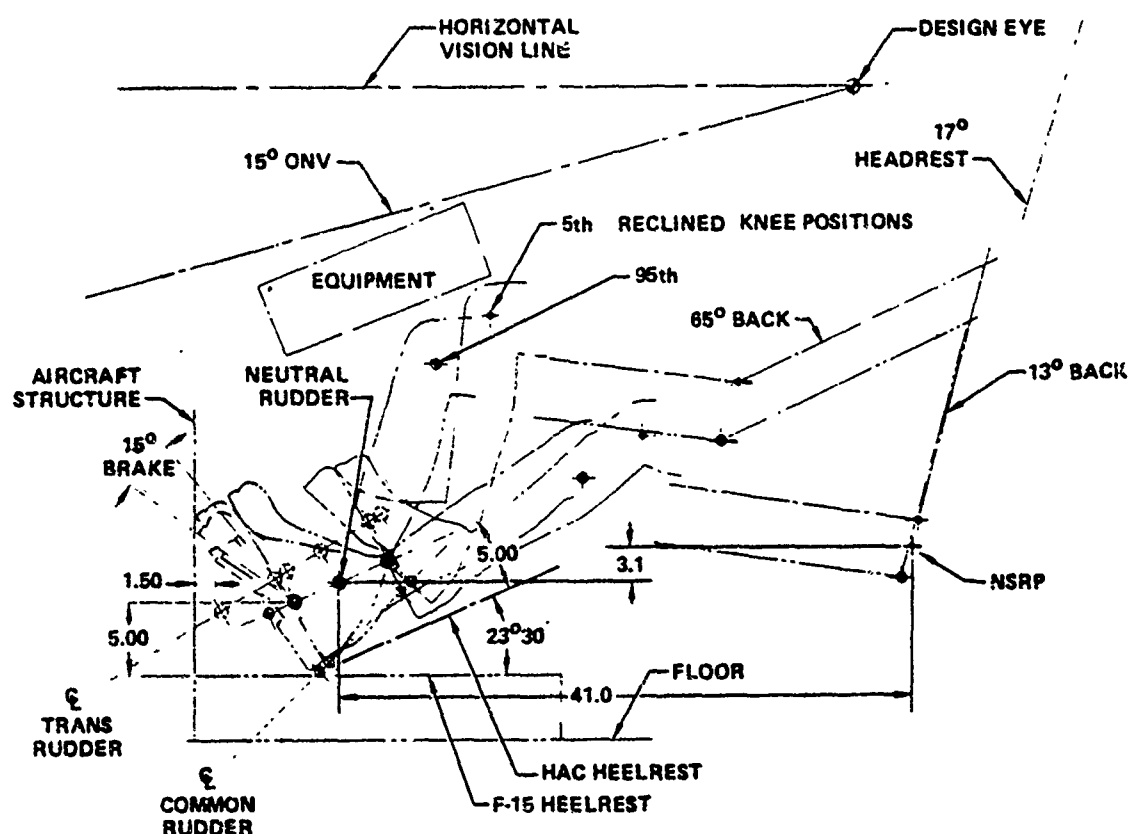 HORIZONTAL
VISION LINE
DESIGN EYE
17°
HEADREST
15° ONV
5th RECLINED KNEE POSITIONS
EQUIPMENT
95th
65° BACK
AIRCRAFT
STRUCTURE
NEUTRAL
RUDDER
13° BACK
15°
BRAKE
5.00
3.1
1.50
NSRP
5.00
23°30
FLOOR
41.0
℄
TRANS
RUDDER
HAC HEELREST
F-15 HEELREST
℄
COMMON
RUDDER